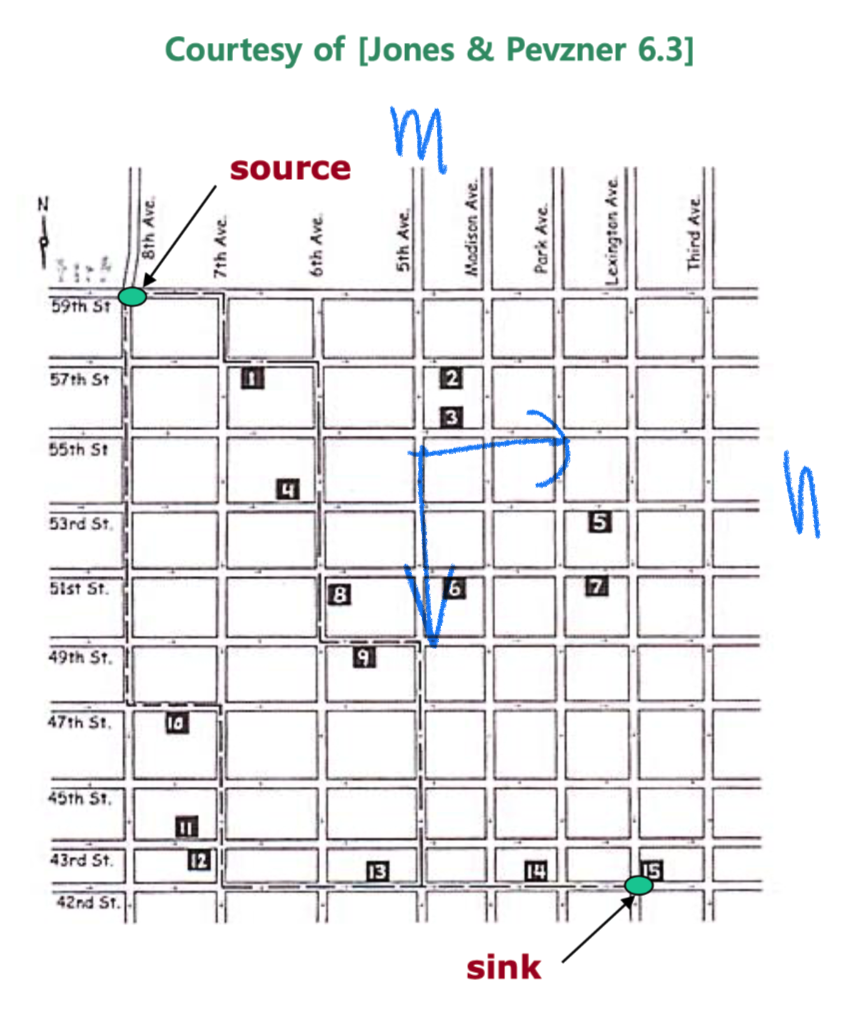 Courtesy of [Jones & Pevzner 6.3]
m
source
N
8th Ave.
7th Ave.
6th Ave.
5th Ave.
Madison Ave.
Park Ave.
Lexington Ave.
Third Ave.
59th St
57th St
1
2
3
55th St
n
4
53rd St.
5
51st St.
8
6
7
49th St.
9
47th St.
10
45th St.
11
43rd St.
12
13
14
15
42nd St.
sink